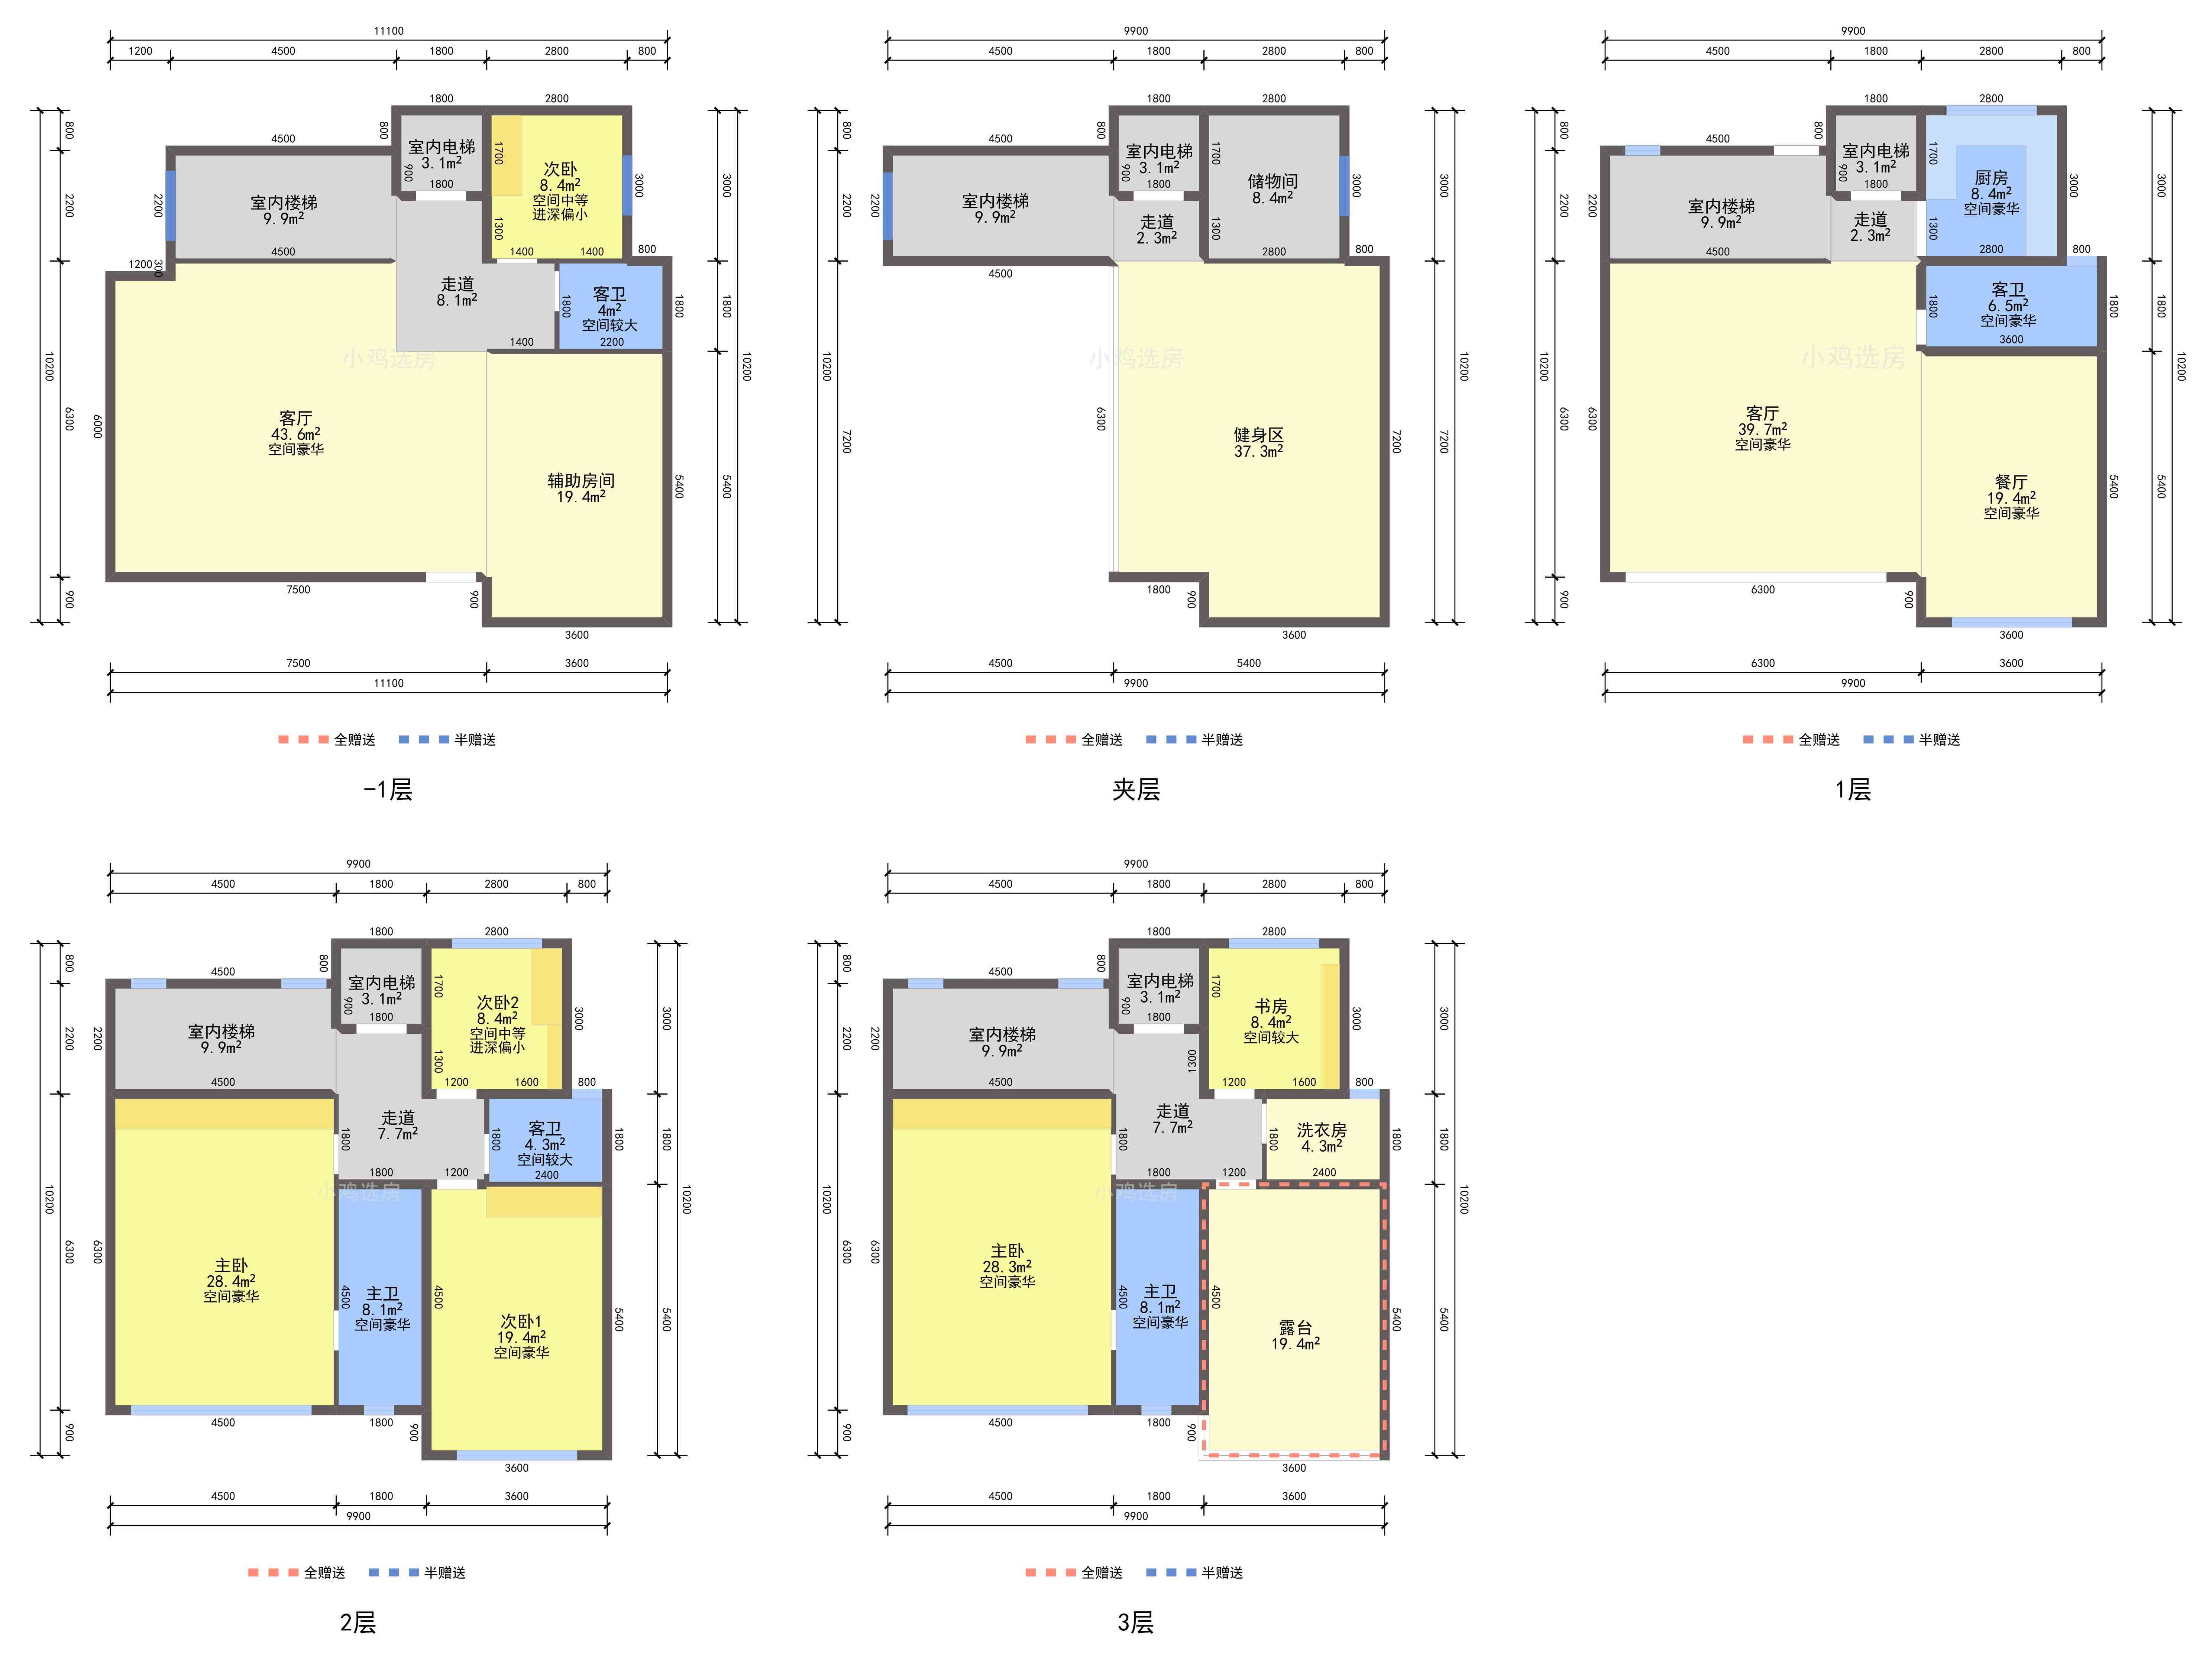 11100
1200 4500 1800 2800 800
1800 2800
800
4500
800
1700
900
室内电梯
3.1m²
1800
次卧
8.4m²
空间中等
进深偏小
3000
3000
2200
2200
室内楼梯
9.9m²
1300
4500
1400 1400
800
1200
300
走道
8.1m²
1800
客卫
4m²
空间较大
1800
1800
1400 2200
小鸡选房
10200
10200
6300
6000
客厅
43.6m²
空间豪华
辅助房间
19.4m²
5400
5400
7500
900
900
3600
7500 3600
11100
全赠送 半赠送
-1层
9900
4500 1800 2800 800
1800 2800
800
4500
800
1700
900
室内电梯
3.1m²
1800
储物间
8.4m²
3000
3000
2200
2200
室内楼梯
9.9m²
走道
2.3m²
1300
2800
800
4500
小鸡选房
10200
10200
7200
6300
健身区
37.3m²
7200
7200
1800
900
3600
4500 5400
9900
全赠送 半赠送
夹层
9900
4500 1800 2800 800
1800 2800
800
4500
800
1700
900
室内电梯
3.1m²
1800
厨房
8.4m²
空间豪华
3000
3000
2200
2200
室内楼梯
9.9m²
走道
2.3m²
1300
4500
2800
800
1800
客卫
6.5m²
空间豪华
3600
1800
1800
小鸡选房
10200
10200
6300
6300
客厅
39.7m²
空间豪华
餐厅
19.4m²
空间豪华
5400
5400
6300
900
900
3600
6300 3600
9900
全赠送 半赠送
1层
9900
4500 1800 2800 800
1800 2800
800
4500
800
1700
900
室内电梯
3.1m²
1800
次卧2
8.4m²
空间中等
进深偏小
3000
3000
2200
2200
室内楼梯
9.9m²
1300
4500
1200 1600
800
走道
7.7m²
1800
1800
客卫
4.3m²
空间较大
2400
1800
1800
1800 1200
小鸡选房
10200
10200
6300
6300
主卧
28.4m²
空间豪华
4500
主卫
8.1m²
空间豪华
4500
次卧1
19.4m²
空间豪华
5400
5400
4500 1800
900
900
3600
4500 1800 3600
9900
全赠送 半赠送
2层
9900
4500 1800 2800 800
1800 2800
800
4500
800
1700
900
室内电梯
3.1m²
1800
书房
8.4m²
空间较大
3000
3000
2200
2200
室内楼梯
9.9m²
1300
4500
1200 1600
800
走道
7.7m²
1800
1800
洗衣房
4.3m²
2400
1800
1800
1800 1200
小鸡选房
10200
10200
6300
6300
主卧
28.3m²
空间豪华
4500
主卫
8.1m²
空间豪华
4500
露台
19.4m²
5400
5400
4500 1800
900
900
3600
4500 1800 3600
9900
全赠送 半赠送
3层